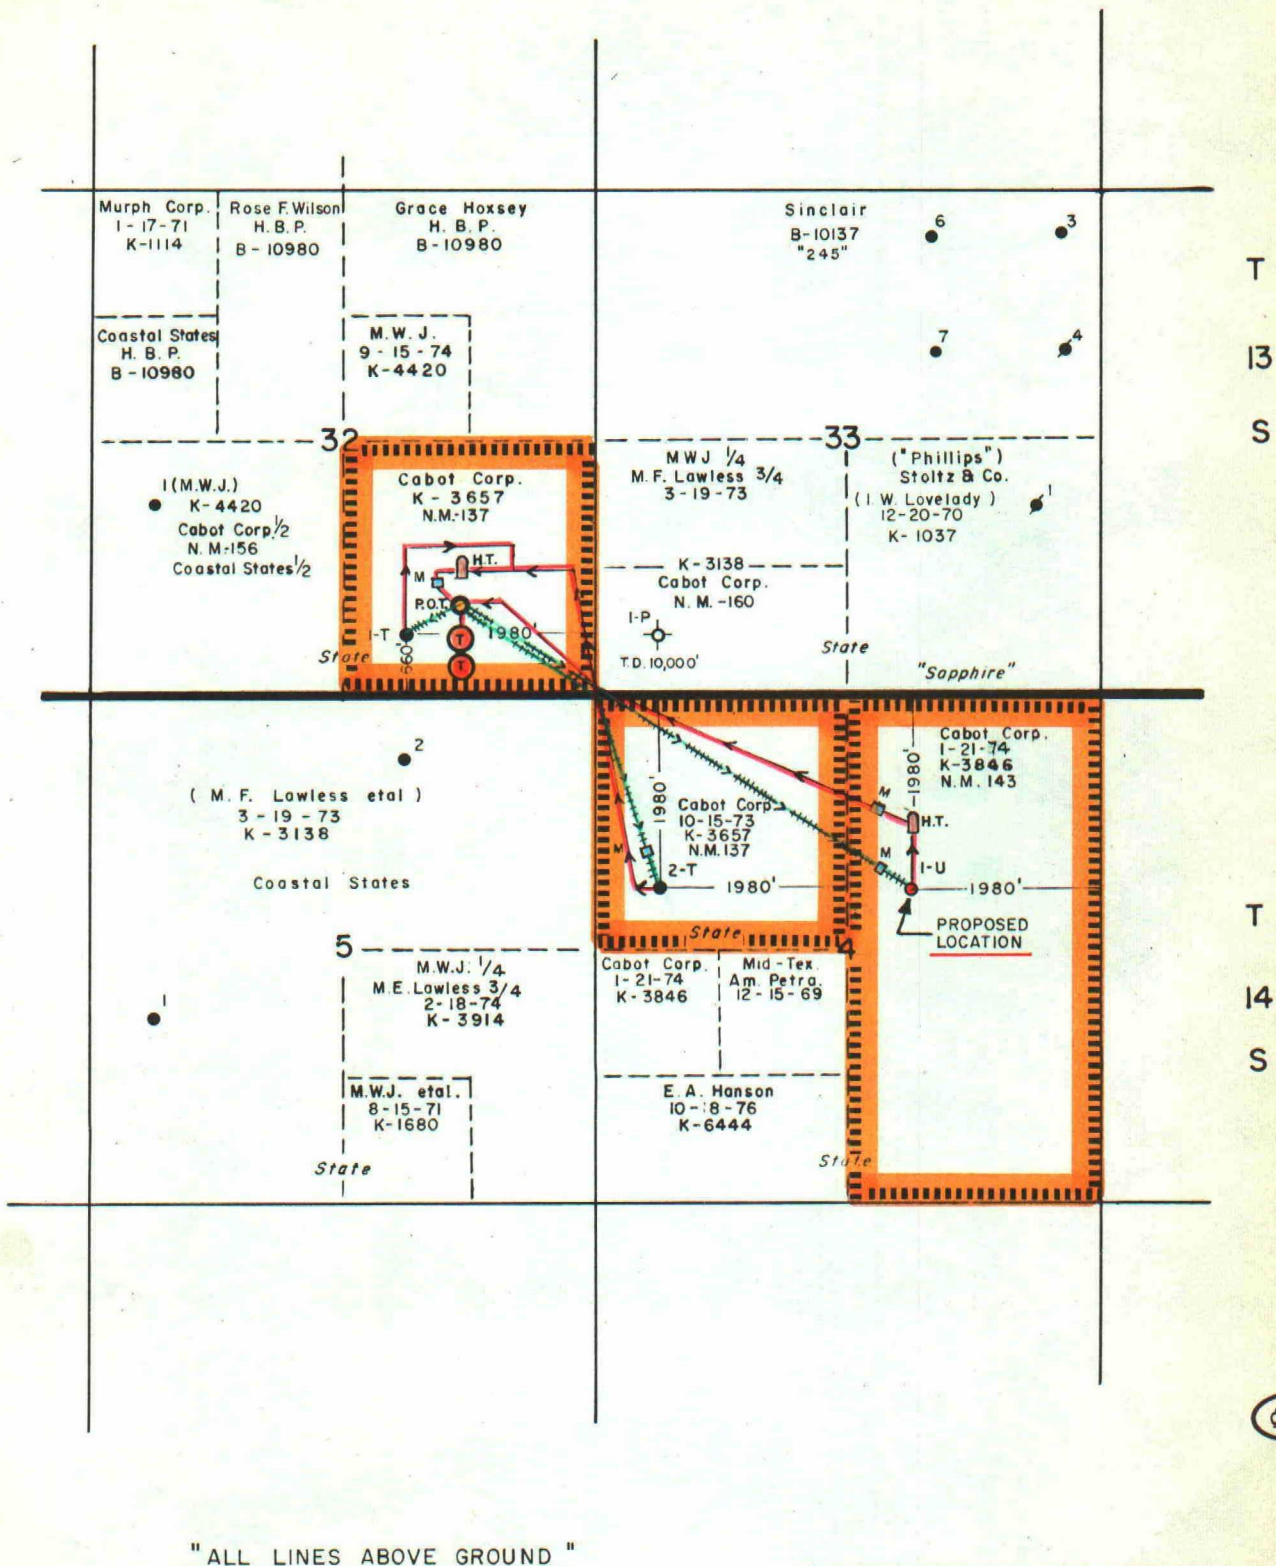 Murph Corp.
1-17-71
K-1114
Rose F. Wilson
H.B.P.
B-10980
Grace Hoxsey
H.B.P.
B-10980
Sinclair
B-10137
"245"
6
3
7
4
T
13
S
Coastal States
H.B.P.
B-10980
M.W.J.
9-15-74
K-4420
32
33
1(M.W.J.)
K-4420
Cabot Corp. 1/2
N.M.-156
Coastal States 1/2
Cabot Corp.
K-3657
N.M.-137
H.T.
M
P.O.T.
1-T
1980'
660'
T
T
State
MWJ 1/4
M.F. Lawless 3/4
3-19-73
K-3138
Cabot Corp.
N.M.-160
1-P
T.D. 10,000'
State
("Phillips")
Stoltz & Co.
(I.W. Lovelady)
12-20-70
K-1037
1
"Sapphire"
2
(M.F. Lawless etal)
3-19-73
K-3138
Coastal States
5
1
M.W.J. 1/4
M.E. Lawless 3/4
2-18-74
K-3914
M.W.J. etal.
8-15-71
K-1680
State
1980'
Cabot Corp.
10-15-73
K-3657
N.M.137
M
2-T
1980'
State
4
Cabot Corp.
1-21-74
K-3846
N.M. 143
1980'
M
H.T.
M
1-U
1980'
PROPOSED
LOCATION
Cabot Corp.
1-21-74
K-3846
Mid-Tex.
Am. Petra.
12-15-69
E.A. Hanson
K-6444
State
T
14
S
"ALL LINES ABOVE GROUND"